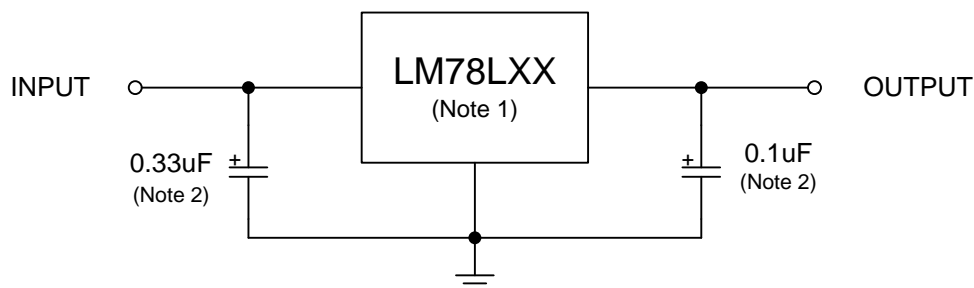 LM78LXX
(Note 1)
INPUT
OUTPUT
0.33uF
(Note 2)
+
+
0.1uF
(Note 2)